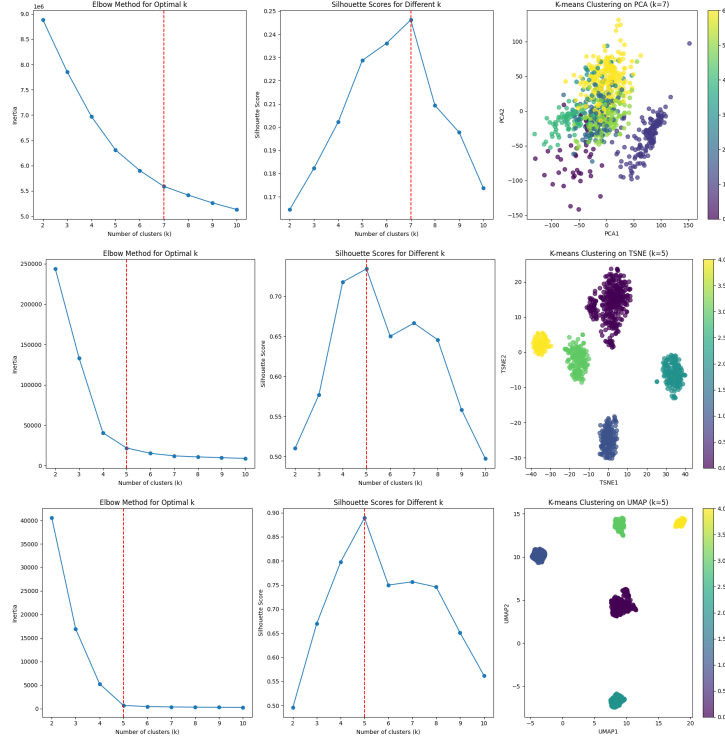 Elbow Method for Optimal k
Silhouette Scores for Different k
K-means Clustering on PCA (k=7)
1e6
9.0
8.5
8.0
7.5
7.0
6.5
6.0
5.5
5.0
Inertia
2 3 4 5 6 7 8 9 10
Number of clusters (k)
0.25
0.24
0.23
0.22
0.21
0.20
0.19
0.18
0.17
Silhouette Score
2 3 4 5 6 7 8 9 10
Number of clusters (k)
100
50
0
-50
-100
-150
PCA2
-100 -50 0 50 100 150
PCA1
6
5
4
3
2
1
0
Elbow Method for Optimal k
Silhouette Scores for Different k
K-means Clustering on TSNE (k=5)
250000
200000
150000
100000
50000
0
Inertia
2 3 4 5 6 7 8 9 10
Number of clusters (k)
0.70
0.65
0.60
0.55
0.50
Silhouette Score
2 3 4 5 6 7 8 9 10
Number of clusters (k)
20
10
0
-10
-20
-30
TSNE2
-40 -30 -20 -10 0 10 20 30 40
TSNE1
4.0
3.5
3.0
2.5
2.0
1.5
1.0
0.5
0.0
Elbow Method for Optimal k
Silhouette Scores for Different k
K-means Clustering on UMAP (k=5)
40000
35000
30000
25000
20000
15000
10000
5000
0
Inertia
2 3 4 5 6 7 8 9 10
Number of clusters (k)
0.90
0.85
0.80
0.75
0.70
0.65
0.60
0.55
0.50
Silhouette Score
2 3 4 5 6 7 8 9 10
Number of clusters (k)
15
10
5
0
-5
UMAP2
-5 0 5 10 15 20
UMAP1
4.0
3.5
3.0
2.5
2.0
1.5
1.0
0.5
0.0